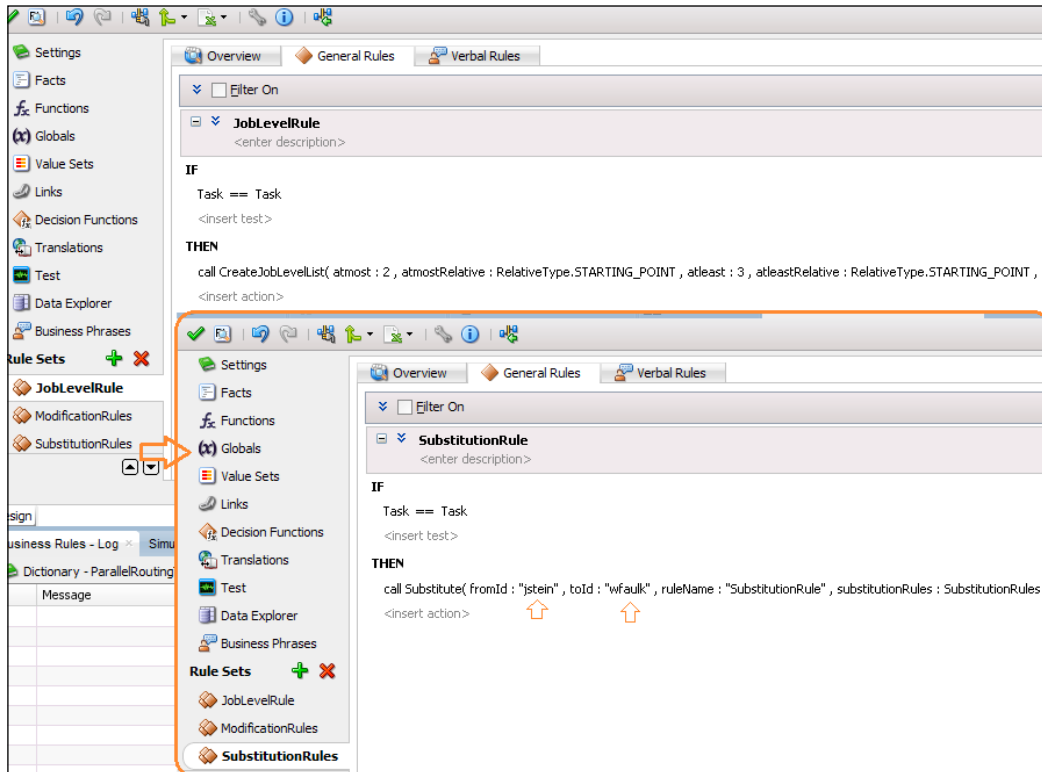 Settings
Facts
Functions
Globals
Value Sets
Links
Decision Functions
Translations
Test
Data Explorer
Business Phrases
Rule Sets
JobLevelRule
ModificationRules
SubstitutionRules
Overview
General Rules
Verbal Rules
Filter On
JobLevelRule
<enter description>
IF
Task == Task
<insert test>
THEN
call CreateJobLevelList( atmost : 2 , atmostRelative : RelativeType.STARTING_POINT , atleast : 3 , atleastRelative : RelativeType.STARTING_POINT ,
<insert action>
esign
usiness Rules - Log × Simu
Dictionary - ParallelRouting
Message
Settings
Facts
Functions
Globals
Value Sets
Links
Decision Functions
Translations
Test
Data Explorer
Business Phrases
Rule Sets
JobLevelRule
ModificationRules
SubstitutionRules
Overview
General Rules
Verbal Rules
Filter On
SubstitutionRule
<enter description>
IF
Task == Task
<insert test>
THEN
call Substitute( fromId : "jstein" , toId : "wfaulk" , ruleName : "SubstitutionRule" , substitutionRules : SubstitutionRules
<insert action>